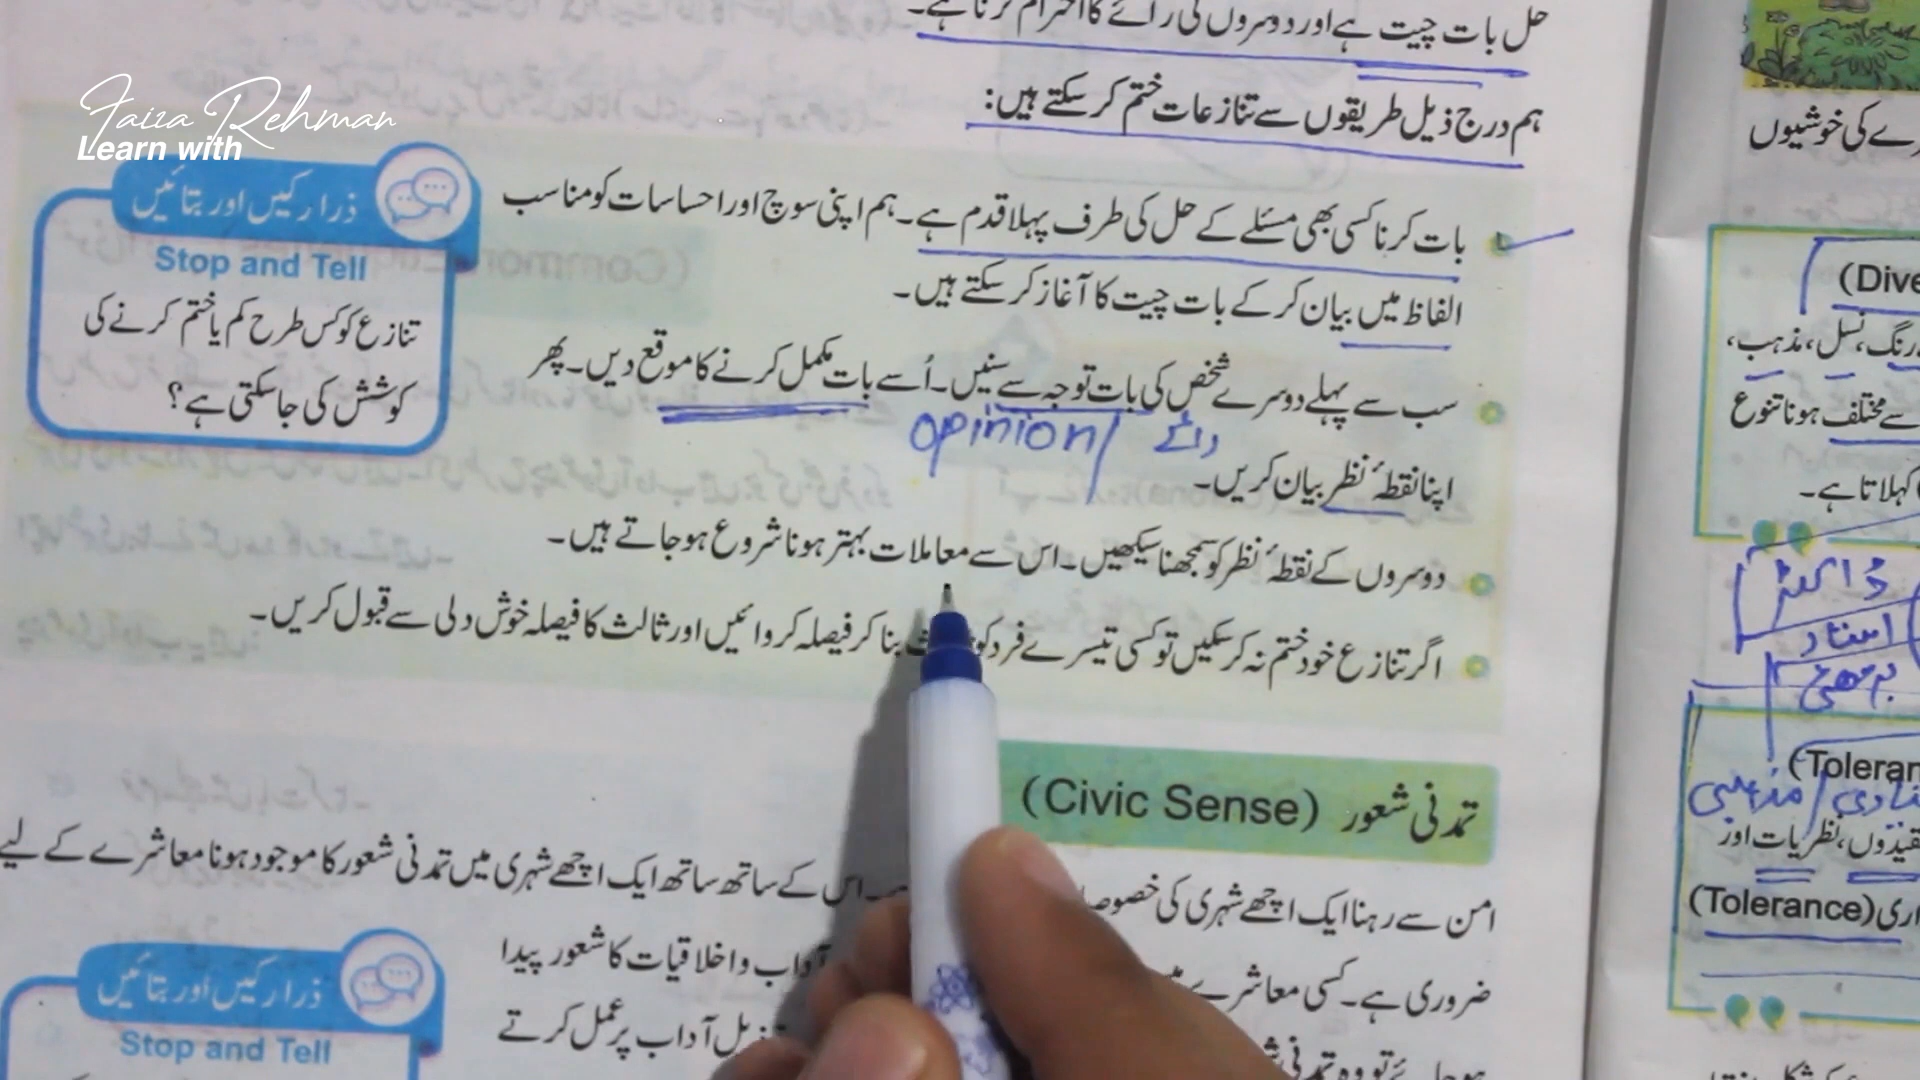 Faiza Rehman
Learn with
حل بات چیت ہے اور دوسروں کی رائے کا احترام کرنا ہے۔
ہم درج ذیل طریقوں سے تنازعات ختم کر سکتے ہیں:
بات کرنا کسی بھی مسئلے کے حل کی طرف پہلا قدم ہے۔ ہم اپنی سوچ اور احساسات کو مناسب
الفاظ میں بیان کر کے بات چیت کا آغاز کر سکتے ہیں۔
سب سے پہلے دوسرے شخص کی بات توجہ سے سنیں۔ اُسے بات مکمل کرنے کا موقع دیں۔ پھر
opinion/ رائے
اپنا نقطۂ نظر بیان کریں۔
دوسروں کے نقطۂ نظر کو سمجھنا سیکھیں۔ اس سے معاملات بہتر ہونا شروع ہو جاتے ہیں۔
اگر تنازع خود ختم نہ کر سکیں تو کسی تیسرے فرد کو بنا کر فیصلہ کروائیں اور ثالث کا فیصلہ خوش دلی سے قبول کریں۔
ذرا رکیں اور بتائیں
Stop and Tell
تنازع کو کس طرح کم یا ختم کرنے کی
کوشش کی جا سکتی ہے؟
تمدنی شعور (Civic Sense)
امن سے رہنا ایک اچھے شہری کی اس کے ساتھ ساتھ ایک اچھے شہری میں تمدنی شعور کا موجود ہونا معاشرے کے لیے
ضروری ہے۔ کسی معاشرے آداب و اخلاقیات کا شعور پیدا
ہو جائے تو وہ آداب پر عمل کرتے
ذرا رکیں اور بتائیں
Stop and Tell
کی خوشیوں
(Dive
رنگ، نسل، مذہب،
سے مختلف ہونا تنوع
کہلاتا ہے۔
ڈاکٹر
استاد
بڑھئی
(Toleran
مذہبی
نظریات اور
(Tolerance)